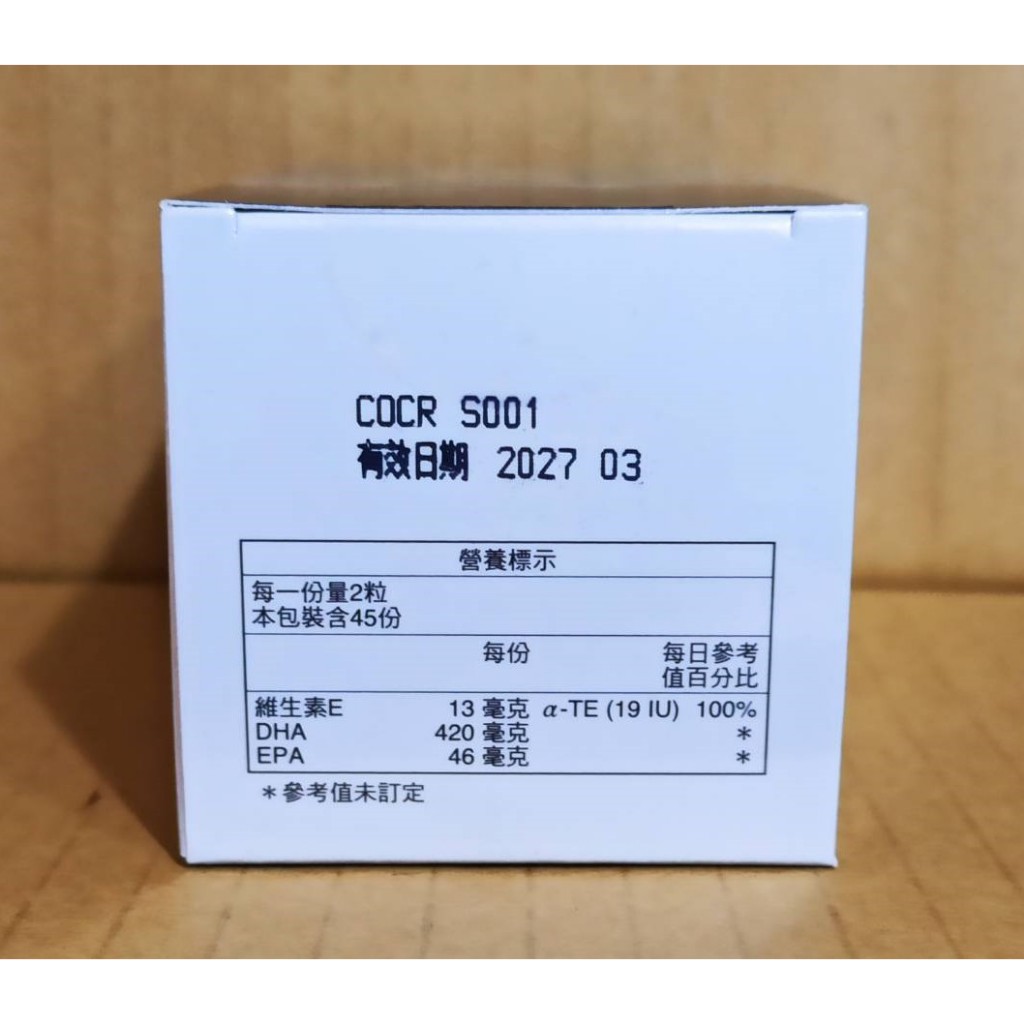 COCR S001
有效日期 2027 03
營養標示
每一份量2粒
本包裝含45份
每份 每日參考
值百分比
維生素E 13 毫克 α-TE (19 IU) 100%
DHA 420 毫克 *
EPA 46 毫克 *
*參考值未訂定